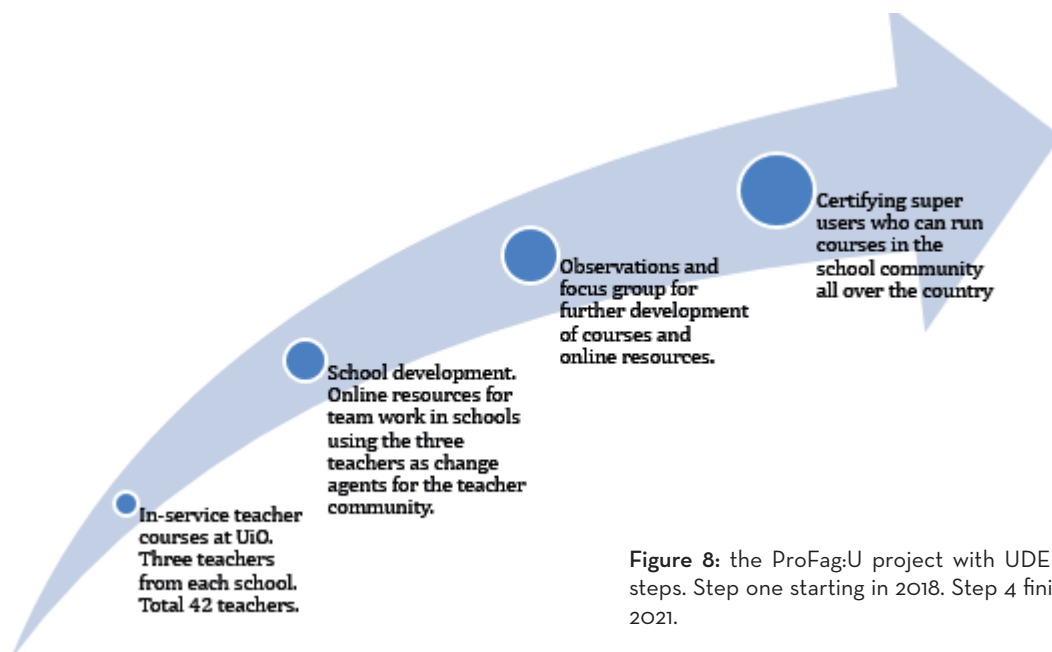 In-service teacher
courses at UiO.
Three teachers
from each school.
Total 42 teachers.
School development.
Online resources for
team work in schools
using the three
teachers as change
agents for the teacher
community.
Observations and
focus group for
further development
of courses and
online resources.
Certifying super
users who can run
courses in the
school community
all over the country
Figure 8: the ProFag:U project with UDE
steps. Step one starting in 2018. Step 4 fini
2021.